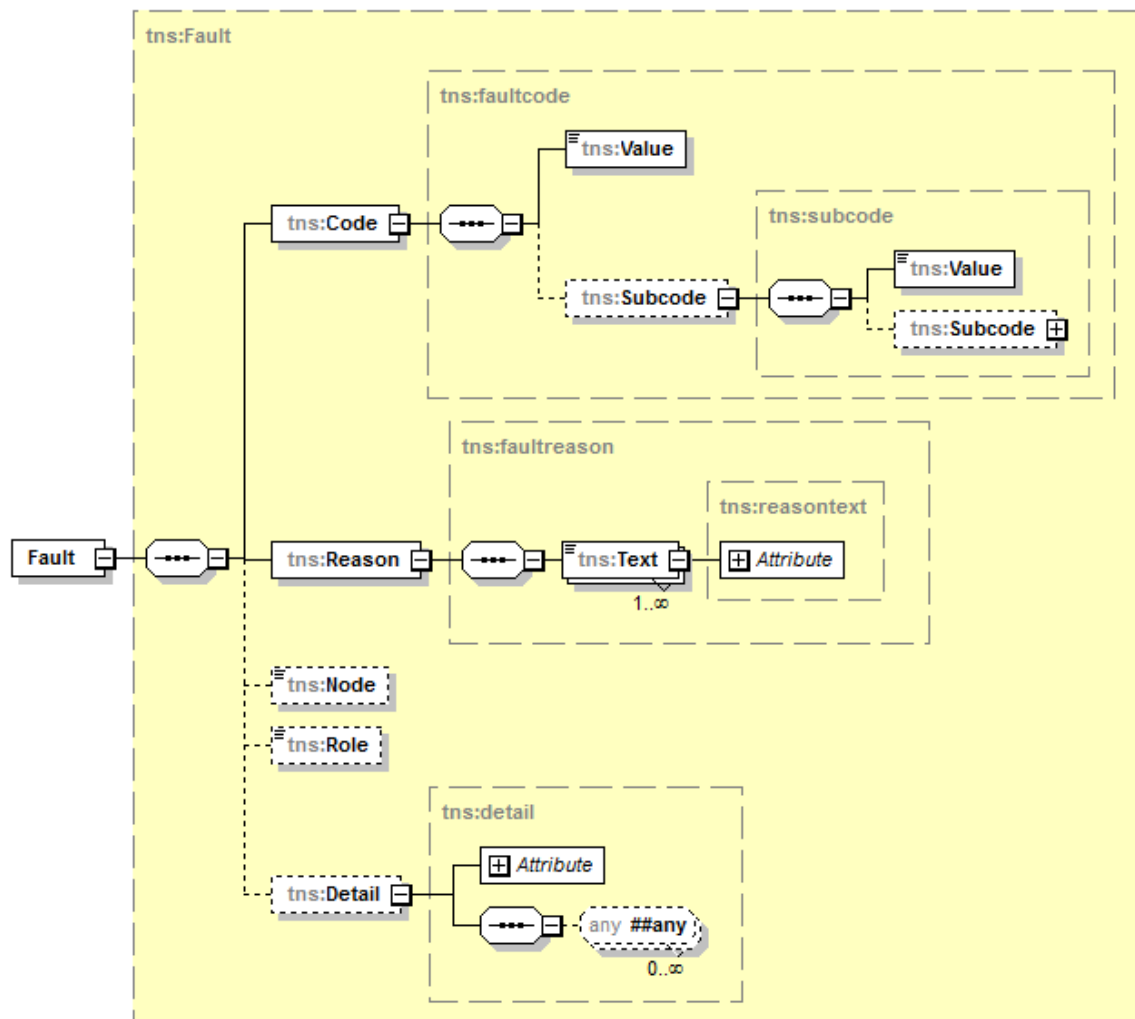 tns:Fault
tns:faultcode
tns:Value
tns:subcode
tns:Code
tns:Value
tns:Subcode
tns:Subcode
tns:faultreason
tns:reasontext
Fault
tns:Reason
tns:Text
Attribute
1..∞
tns:Node
tns:Role
tns:detail
Attribute
tns:Detail
any ##any
0..∞